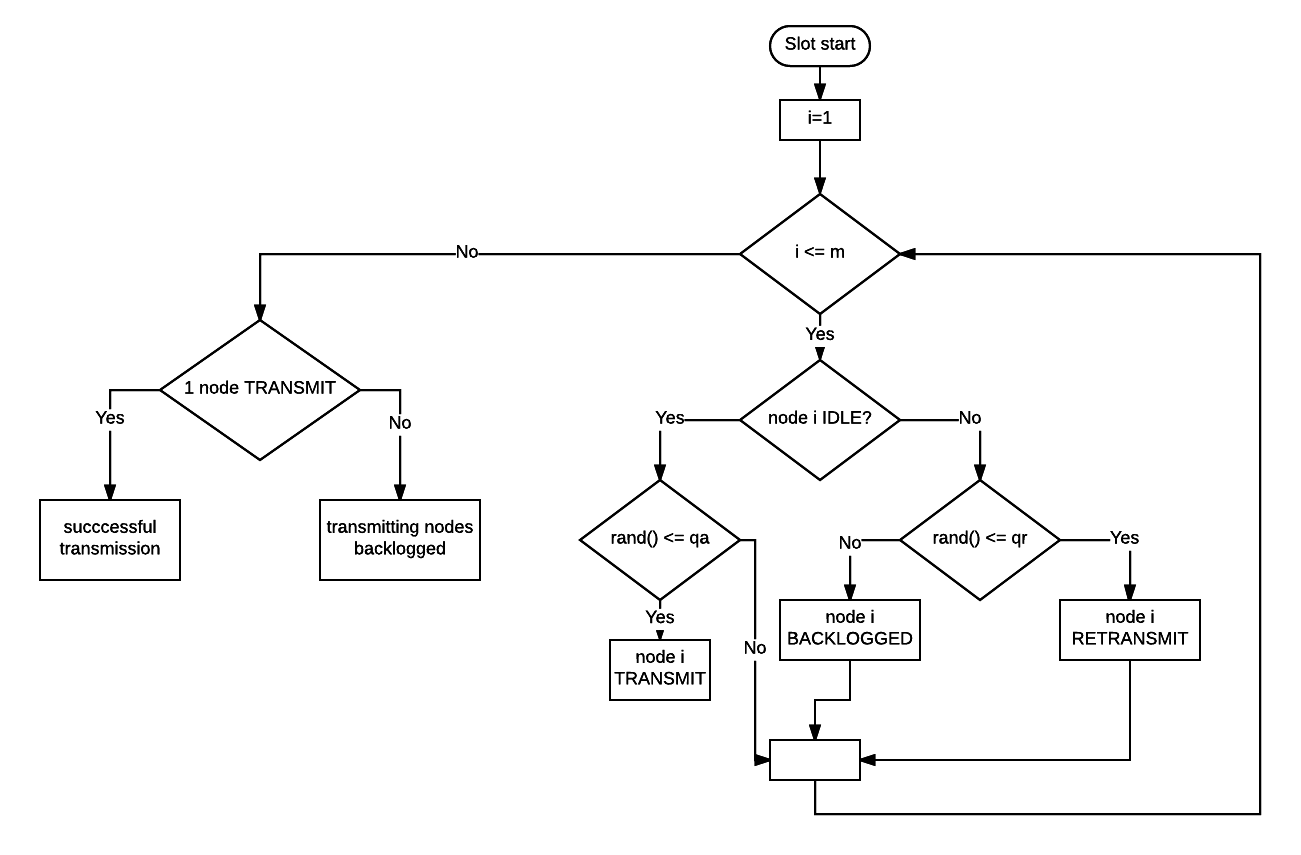 Slot start
i=1
i <= m
No
Yes
1 node TRANSMIT
Yes
No
succcessful
transmission
transmitting nodes
backlogged
node i IDLE?
Yes
No
rand() <= qa
Yes
No
node i
TRANSMIT
rand() <= qr
No
Yes
node i
BACKLOGGED
node i
RETRANSMIT